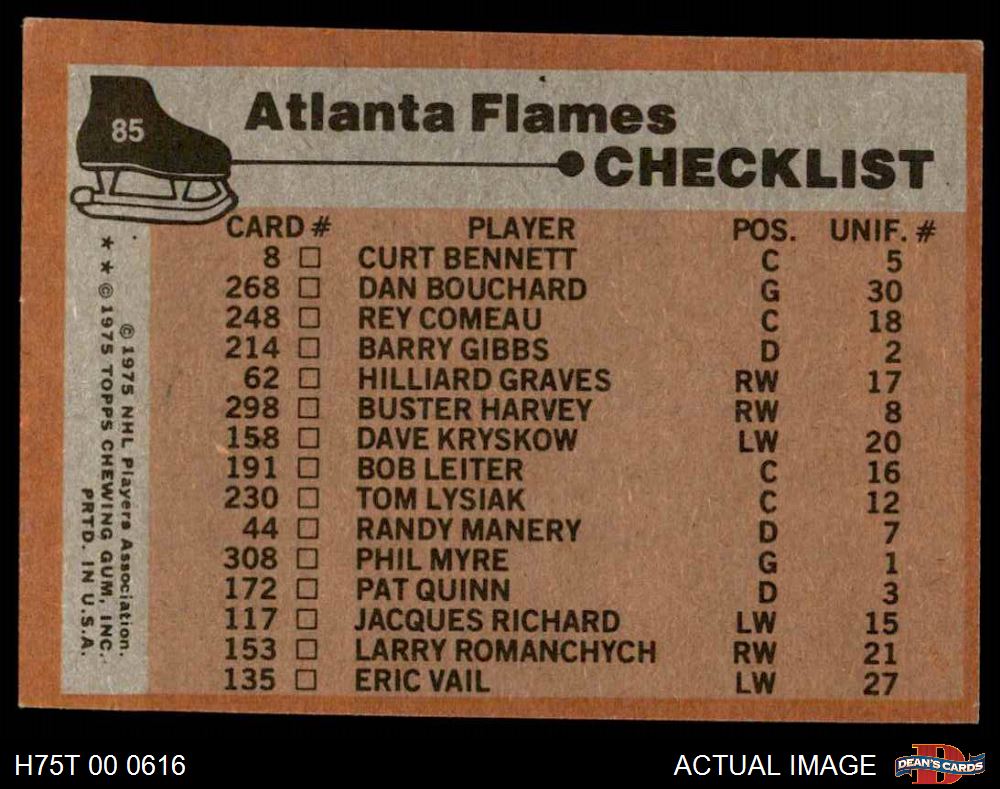 85
Atlanta Flames
CHECKLIST
CARD # PLAYER POS. UNIF. #
8 □ CURT BENNETT C 5
268 □ DAN BOUCHARD G 30
248 □ REY COMEAU C 18
214 □ BARRY GIBBS D 2
62 □ HILLIARD GRAVES RW 17
298 □ BUSTER HARVEY RW 8
158 □ DAVE KRYSKOW LW 20
191 □ BOB LEITER C 16
230 □ TOM LYSIAK C 12
44 □ RANDY MANERY D 7
308 □ PHIL MYRE G 1
172 □ PAT QUINN D 3
117 □ JACQUES RICHARD LW 15
153 □ LARRY ROMANCHYCH RW 21
135 □ ERIC VAIL LW 27
© 1975 NHL Players Association.
★ ★ © 1975 TOPPS CHEWING GUM, INC.
PRTD. IN U.S.A.
H75T 00 0616
ACTUAL IMAGE
D
DEAN'S CARDS